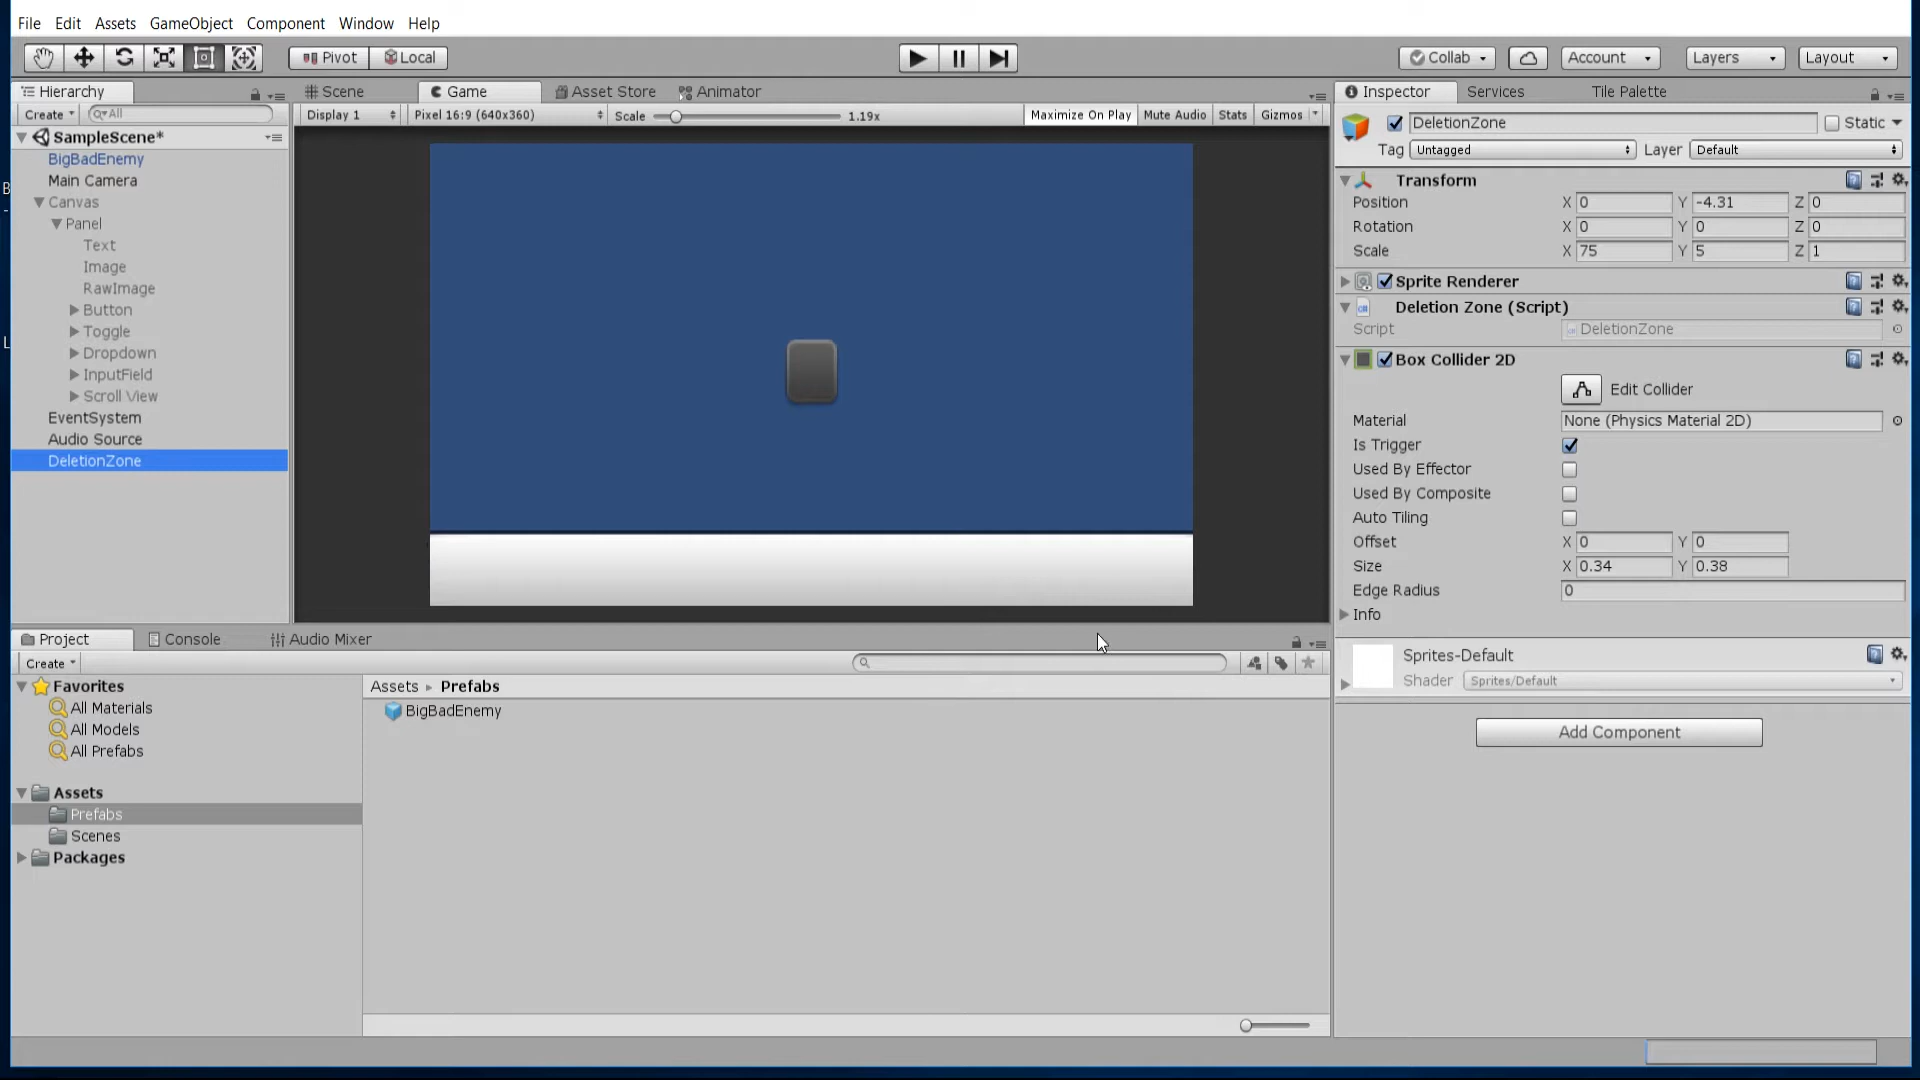 File Edit Assets GameObject Component Window Help
Pivot Local Collab Account Layers Layout
Hierarchy
Create All
SampleScene*
BigBadEnemy
Main Camera
Canvas
Panel
Text
Image
RawImage
Button
Toggle
Dropdown
InputField
Scroll View
EventSystem
Audio Source
DeletionZone
Scene Game Asset Store Animator
Display 1 Pixel 16:9 (640x360) Scale 1.19x Maximize On Play Mute Audio Stats Gizmos
Inspector Services Tile Palette
DeletionZone Static
Tag Untagged Layer Default
Transform
Position X 0 Y -4.31 Z 0
Rotation X 0 Y 0 Z 0
Scale X 75 Y 5 Z 1
Sprite Renderer
Deletion Zone (Script)
Script DeletionZone
Box Collider 2D
Edit Collider
Material None (Physics Material 2D)
Is Trigger
Used By Effector
Used By Composite
Auto Tiling
Offset X 0 Y 0
Size X 0.34 Y 0.38
Edge Radius 0
Info
Sprites-Default
Shader Sprites/Default
Add Component
Project Console Audio Mixer
Create
Favorites
All Materials
All Models
All Prefabs
Assets
Prefabs
Scenes
Packages
Assets Prefabs
BigBadEnemy